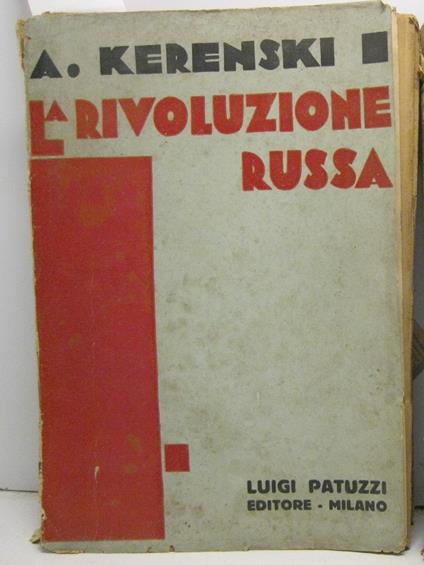 A. KERENSKI
LA RIVOLUZIONE
RUSSA
LUIGI PATUZZI
EDITORE - MILANO